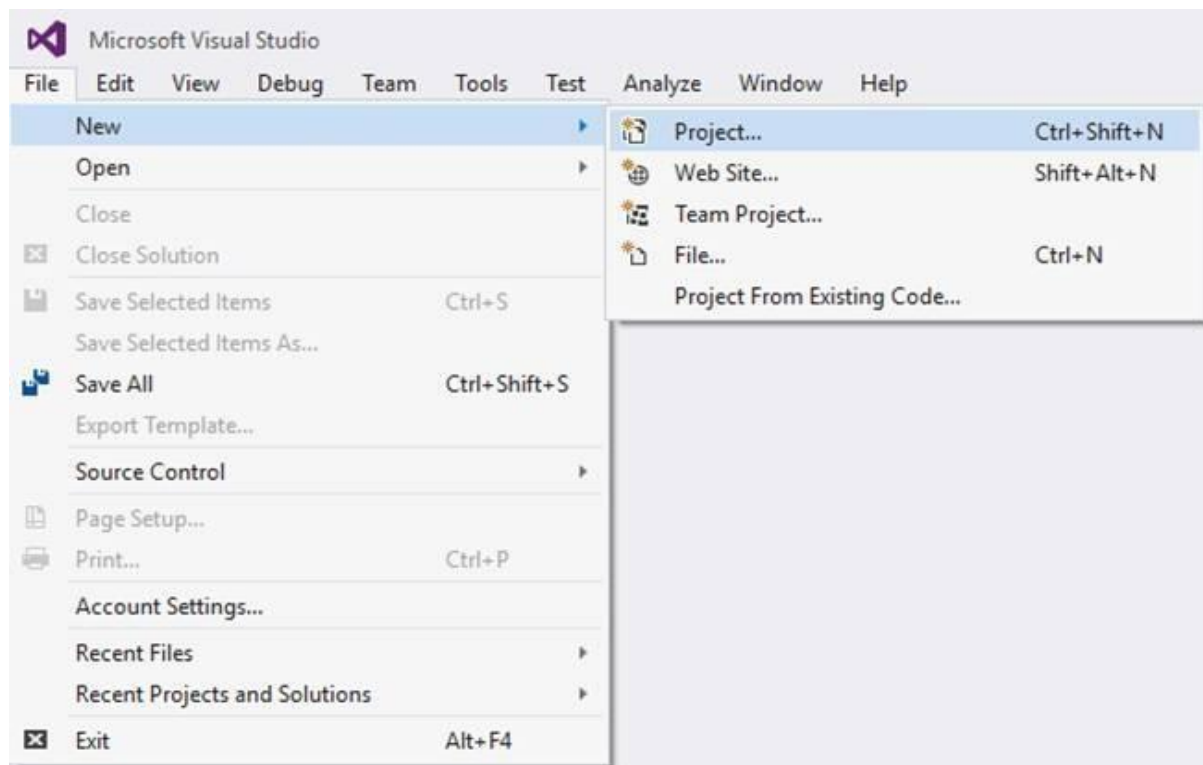 Microsoft Visual Studio
File Edit View Debug Team Tools Test Analyze Window Help
New
Open
Close
Close Solution
Save Selected Items Ctrl+S
Save Selected Items As...
Save All Ctrl+Shift+S
Export Template...
Source Control
Page Setup...
Print... Ctrl+P
Account Settings...
Recent Files
Recent Projects and Solutions
Exit Alt+F4
Project... Ctrl+Shift+N
Web Site... Shift+Alt+N
Team Project...
File... Ctrl+N
Project From Existing Code...